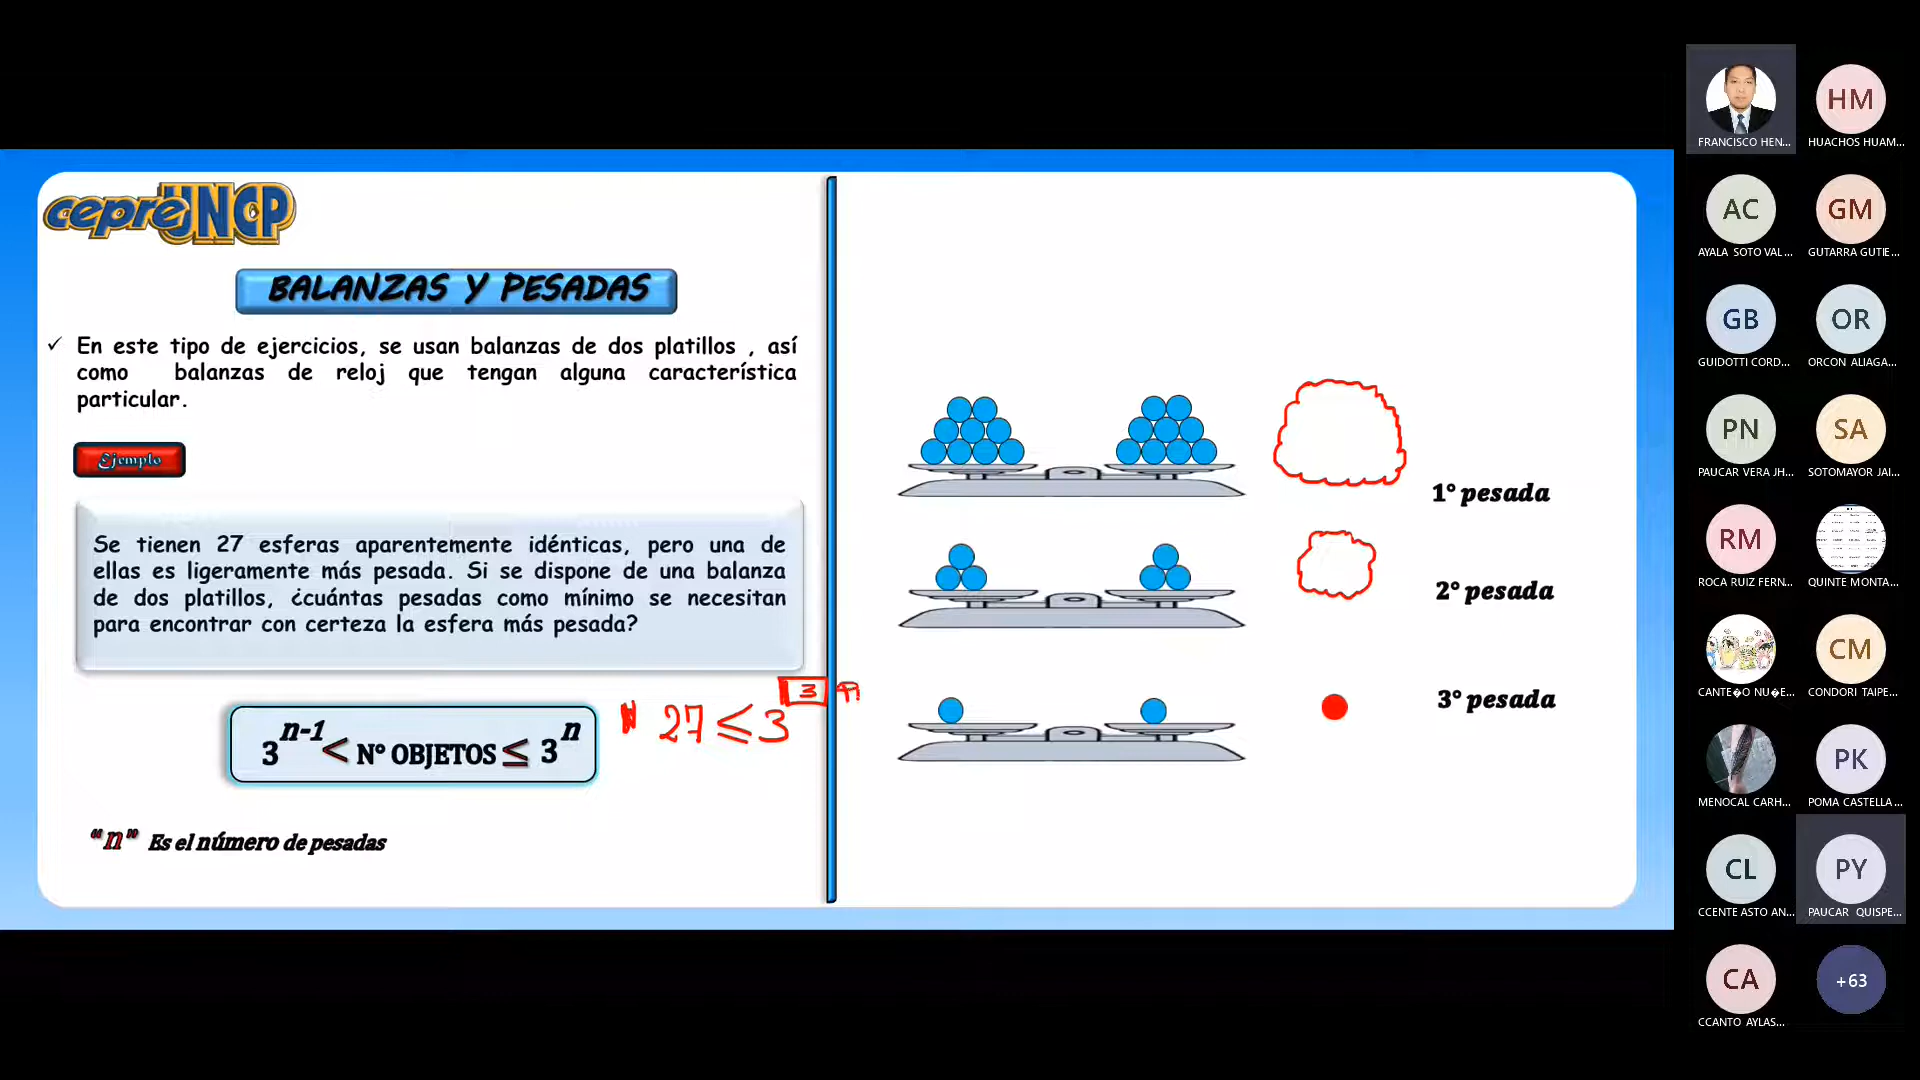 cepreUNCP
BALANZAS Y PESADAS
✓ En este tipo de ejercicios, se usan balanzas de dos platillos , así
como balanzas de reloj que tengan alguna característica
particular.
Ejemplo
Se tienen 27 esferas aparentemente idénticas, pero una de
ellas es ligeramente más pesada. Si se dispone de una balanza
de dos platillos, ¿cuántas pesadas como mínimo se necesitan
para encontrar con certeza la esfera más pesada?
3^{n-1} < N° OBJETOS ≤ 3^n
27 ≤ 3^3
"n" Es el número de pesadas
1° pesada
2° pesada
3° pesada
FRANCISCO HEN...
HM
HUACHOS HUAM...
AC
AYALA SOTO VAL...
GM
GUTARRA GUTIE...
GB
GUIDOTTI CORD...
OR
ORCON ALIAGA...
PN
PAUCAR VERA JH...
SA
SOTOMAYOR JAI...
RM
ROCA RUIZ FERN...
QUINTE MONTA...
CANTE�O NU�E...
CM
CONDORI TAIPE...
MENOCAL CARH...
PK
POMA CASTELLA...
CL
CCENTE ASTO AN...
PY
PAUCAR QUISPE...
CA
CCANTO AYLAS...
+63